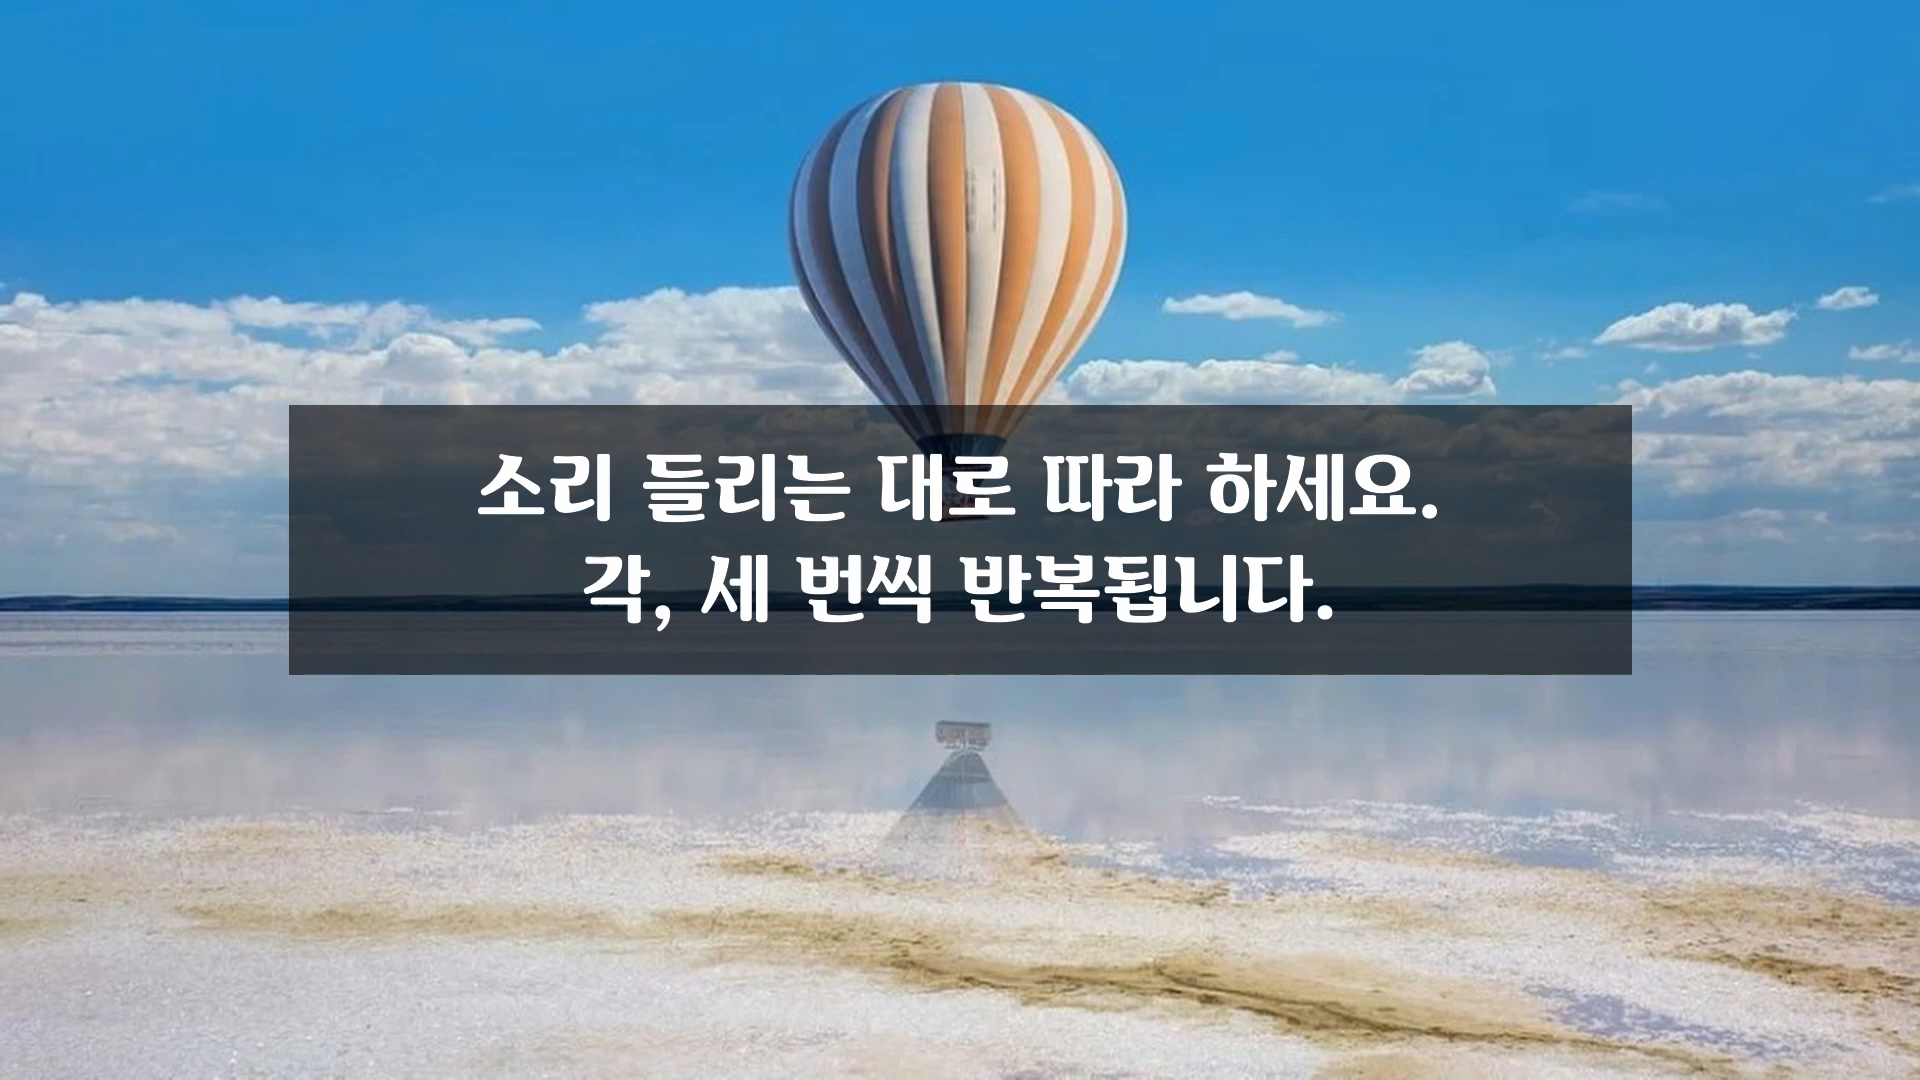 소리 들리는 대로 따라 하세요.
각, 세 번씩 반복됩니다.